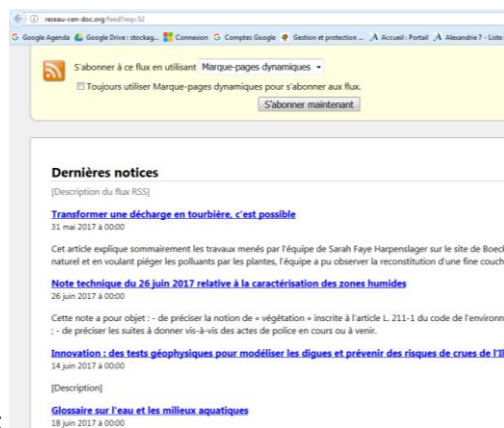 reseau-cen-doc.org/feed?req=52
Google Agenda Google Drive : stockag... Connexion Comptes Google Gestion et protection ... Accueil : Portail Alexandrie 7 - Liste
S'abonner à ce flux en utilisant Marque-pages dynamiques
Toujours utiliser Marque-pages dynamiques pour s'abonner aux flux.
S'abonner maintenant
Dernières notices
[Description du flux RSS]
Transformer une décharge en tourbière, c'est possible
31 mai 2017 à 00:00
Cet article explique sommairement les travaux menés par l'équipe de Sarah Faye Harpenslager sur le site de Boeck
naturel et en voulant piéger les polluants par les plantes, l'équipe a pu observer la reconstitution d'une fine couch
Note technique du 26 juin 2017 relative à la caractérisation des zones humides
26 juin 2017 à 00:00
Cette note a pour objet : - de préciser la notion de « végétation » inscrite à l'article L. 211-1 du code de l'environn
; - de préciser les suites à donner vis-à-vis des actes de police en cours ou à venir.
Innovation : des tests géophysiques pour modéliser les digues et prévenir des risques de crues de l'Il
14 juin 2017 à 00:00
[Description]
Glossaire sur l'eau et les milieux aquatiques
18 juin 2017 à 00:00